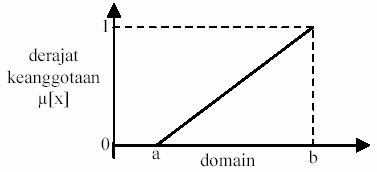 1
derajat
keanggotaan
µ[x]
0
a
domain
b